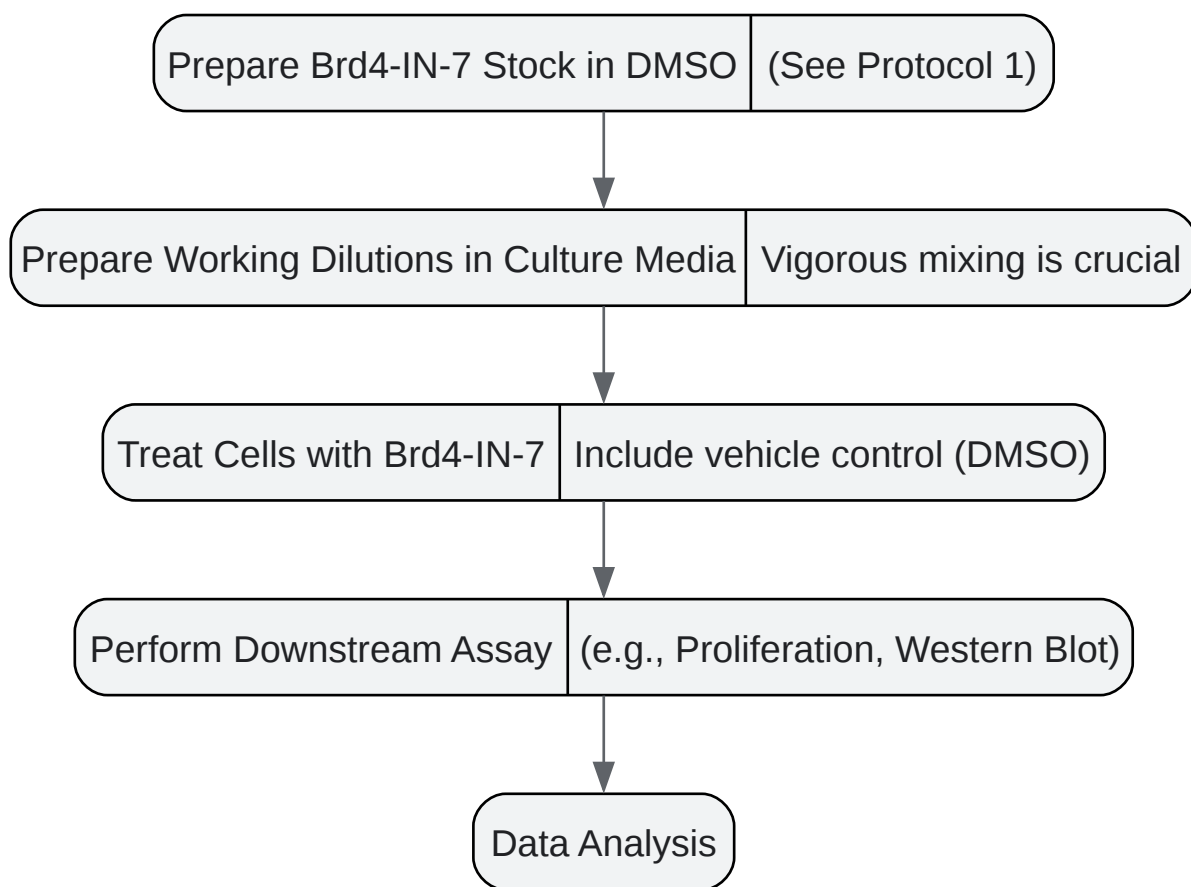 Prepare Brd4-IN-7 Stock in DMSO (See Protocol 1)
Prepare Working Dilutions in Culture Media Vigorous mixing is crucial
Treat Cells with Brd4-IN-7 Include vehicle control (DMSO)
Perform Downstream Assay (e.g., Proliferation, Western Blot)
Data Analysis